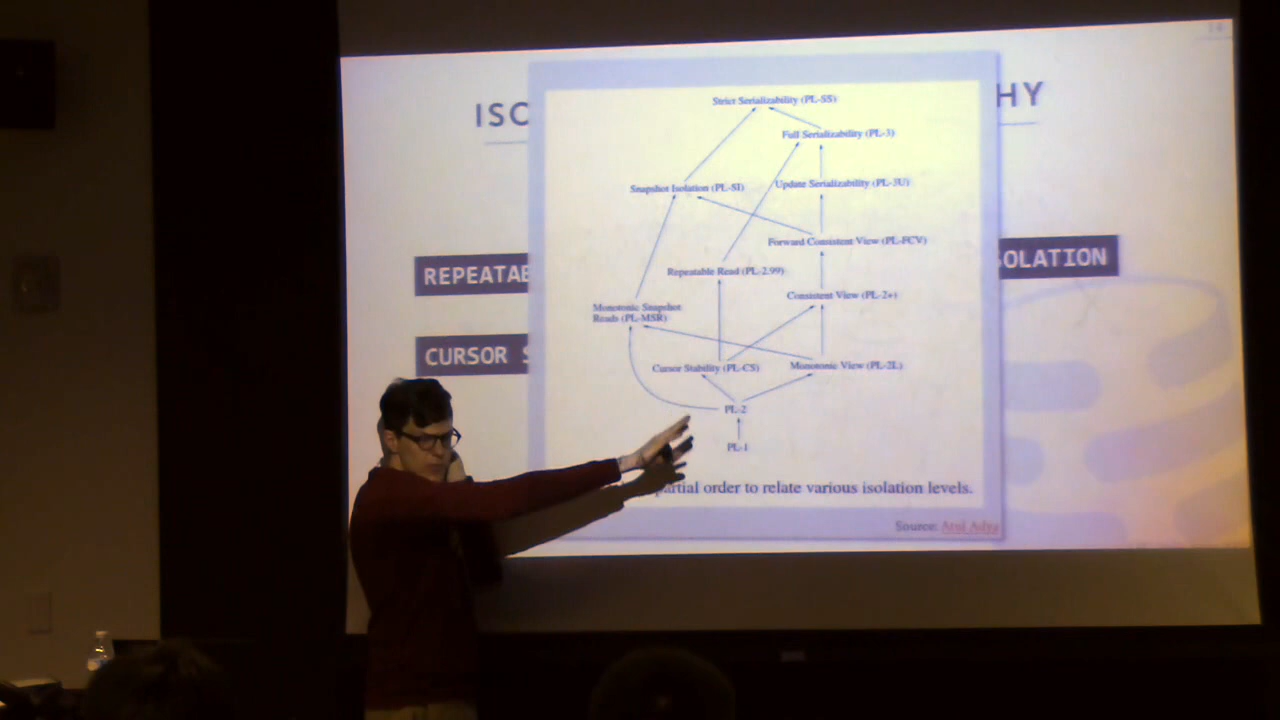 14
ISO
HY
Strict Serializability (PL-SS)
Full Serializability (PL-3)
Snapshot Isolation (PL-SI)
Update Serializability (PL-3U)
Forward Consistent View (PL-FCV)
REPEATAB
OLATION
Repeatable Read (PL-2.99)
Consistent View (PL-2+)
Monotonic Snapshot
Reads (PL-MSR)
CURSOR S
Cursor Stability (PL-CS)
Monotonic View (PL-2L)
PL-2
PL-1
partial order to relate various isolation levels.
Source: Atul Adya